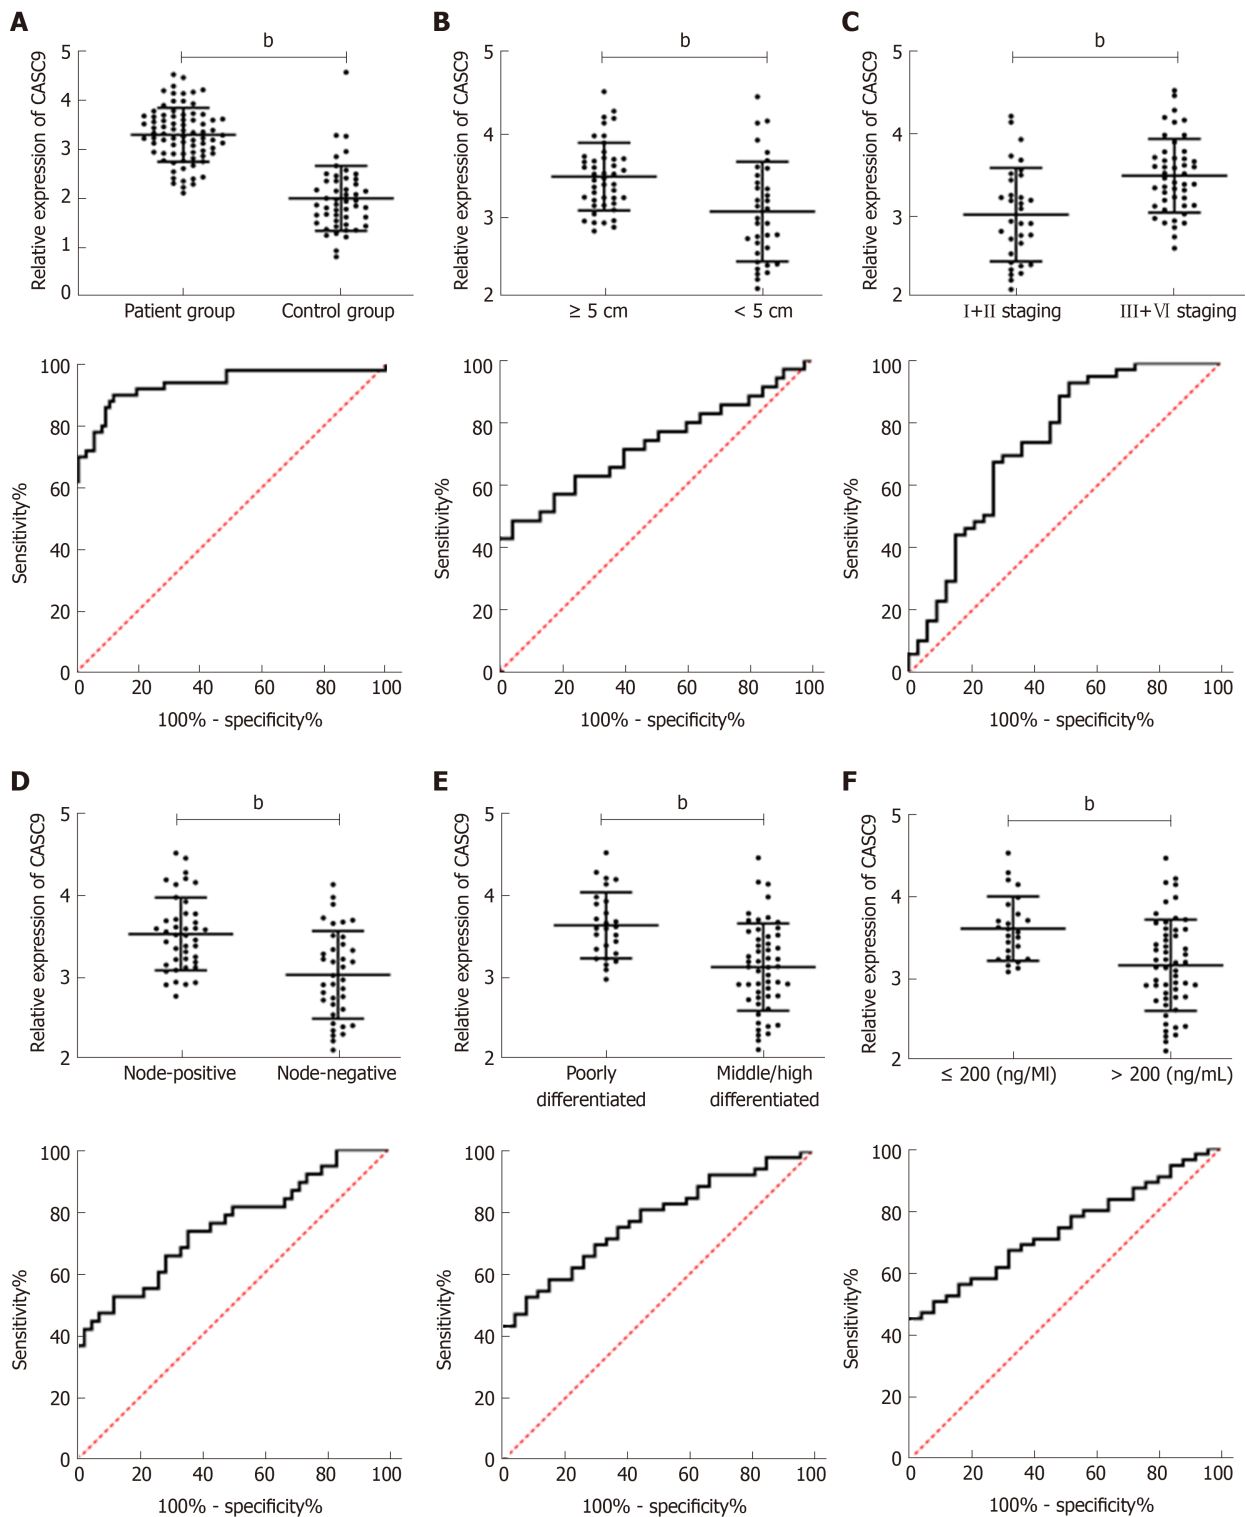 A
b
Relative expression of CASC9
5
4
3
2
1
0
Patient group
Control group
B
b
Relative expression of CASC9
5
4
3
2
≥ 5 cm
< 5 cm
C
b
Relative expression of CASC9
5
4
3
2
I+II staging
III+VI staging
Sensitivity%
100
80
60
40
20
0
0 20 40 60 80 100
100% - specificity%
Sensitivity%
100
80
60
40
20
0
0 20 40 60 80 100
100% - specificity%
Sensitivity%
100
80
60
40
20
0
0 20 40 60 80 100
100% - specificity%
D
b
Relative expression of CASC9
5
4
3
2
Node-positive
Node-negative
E
b
Relative expression of CASC9
5
4
3
2
Poorly
differentiated
Middle/high
differentiated
F
b
Relative expression of CASC9
5
4
3
2
≤ 200 (ng/Ml)
> 200 (ng/mL)
Sensitivity%
100
80
60
40
20
0
0 20 40 60 80 100
100% - specificity%
Sensitivity%
100
80
60
40
20
0
0 20 40 60 80 100
100% - specificity%
Sensitivity%
100
80
60
40
20
0
0 20 40 60 80 100
100% - specificity%